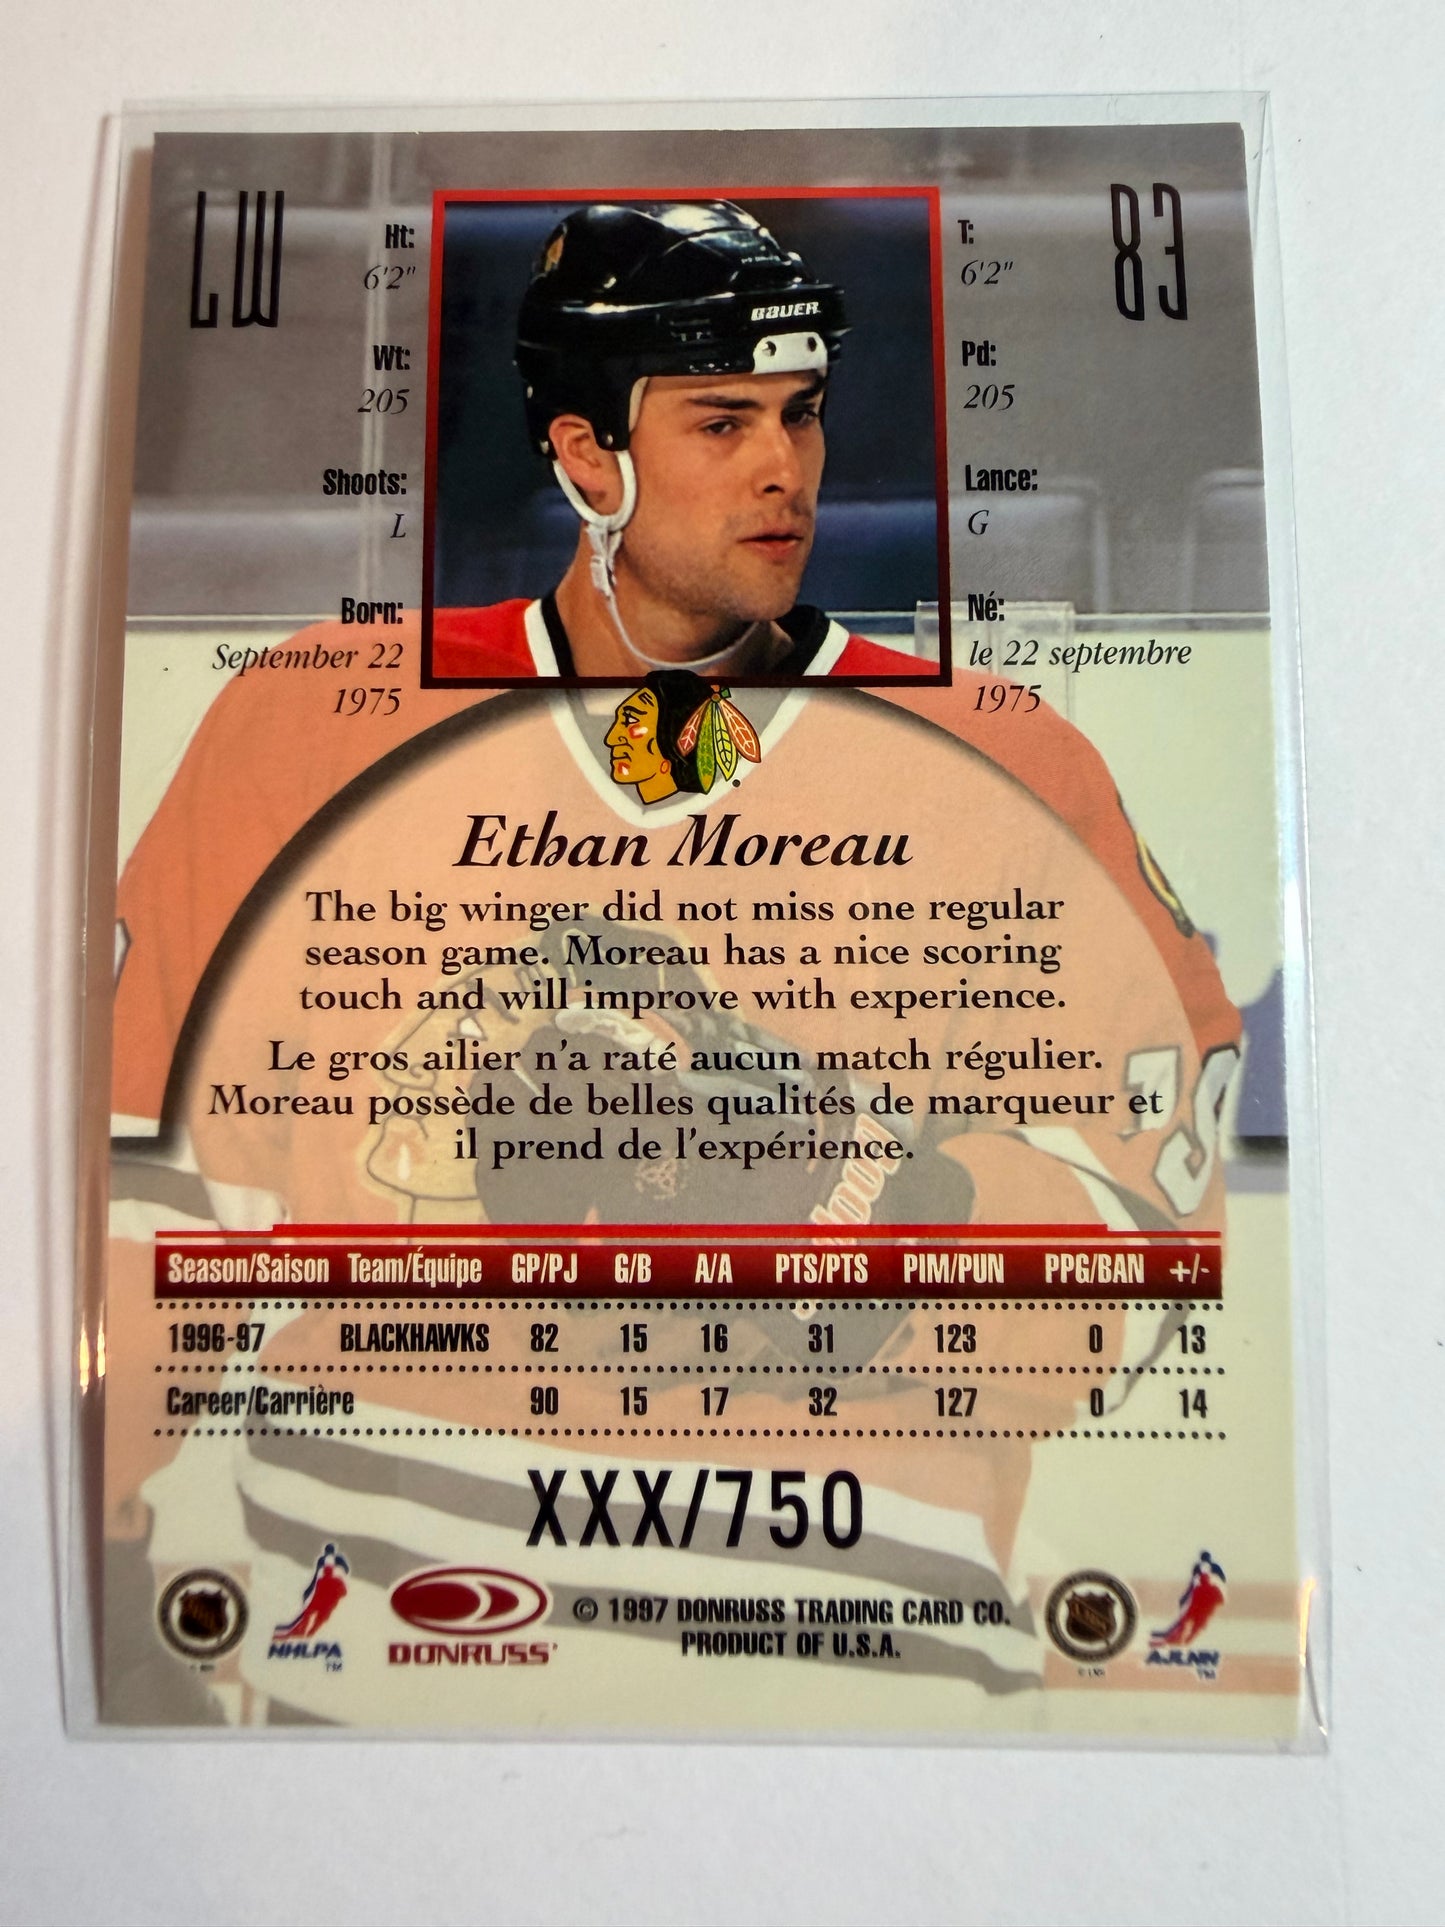 LW
83
Ht:
6'2"
Wt:
205
Shoots:
L
Born:
September 22
1975
BAUER
T:
6'2"
Pd:
205
Lance:
G
Né:
le 22 septembre
1975
Ethan Moreau
The big winger did not miss one regular
season game. Moreau has a nice scoring
touch and will improve with experience.
Le gros ailier n'a raté aucun match régulier.
Moreau possède de belles qualités de marqueur et
il prend de l'expérience.
Season/Saison Team/Équipe GP/PJ G/B A/A PTS/PTS PIM/PUN PPG/BAN +/-
1996-97 BLACKHAWKS 82 15 16 31 123 0 13
Career/Carrière 90 15 17 32 127 0 14
XXX/750
NHLPA
TM
DONRUSS
© 1997 DONRUSS TRADING CARD CO.
PRODUCT OF U.S.A.
AJLNH
TM